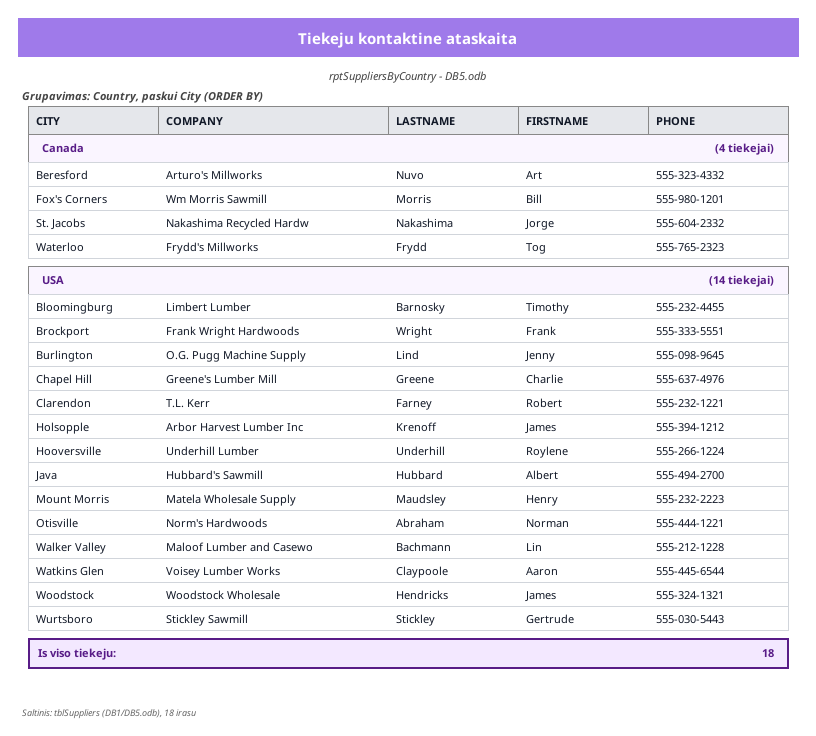 Tiekeju kontaktine ataskaita
rptSuppliersByCountry - DB5.odb
Grupavimas: Country, paskui City (ORDER BY)
CITY COMPANY LASTNAME FIRSTNAME PHONE
Canada (4 tiekejai)
Beresford Arturo's Millworks Nuvo Art 555-323-4332
Fox's Corners Wm Morris Sawmill Morris Bill 555-980-1201
St. Jacobs Nakashima Recycled Hardw Nakashima Jorge 555-604-2332
Waterloo Frydd's Millworks Frydd Tog 555-765-2323
USA (14 tiekejai)
Bloomingburg Limbert Lumber Barnosky Timothy 555-232-4455
Brockport Frank Wright Hardwoods Wright Frank 555-333-5551
Burlington O.G. Pugg Machine Supply Lind Jenny 555-098-9645
Chapel Hill Greene's Lumber Mill Greene Charlie 555-637-4976
Clarendon T.L. Kerr Farney Robert 555-232-1221
Holsopple Arbor Harvest Lumber Inc Krenoff James 555-394-1212
Hooversville Underhill Lumber Underhill Roylene 555-266-1224
Java Hubbard's Sawmill Hubbard Albert 555-494-2700
Mount Morris Matela Wholesale Supply Maudsley Henry 555-232-2223
Otisville Norm's Hardwoods Abraham Norman 555-444-1221
Walker Valley Maloof Lumber and Casewo Bachmann Lin 555-212-1228
Watkins Glen Voisey Lumber Works Claypoole Aaron 555-445-6544
Woodstock Woodstock Wholesale Hendricks James 555-324-1321
Wurtsboro Stickley Sawmill Stickley Gertrude 555-030-5443
Is viso tiekeju: 18
Saltinis: tblSuppliers (DB1/DB5.odb), 18 irasu